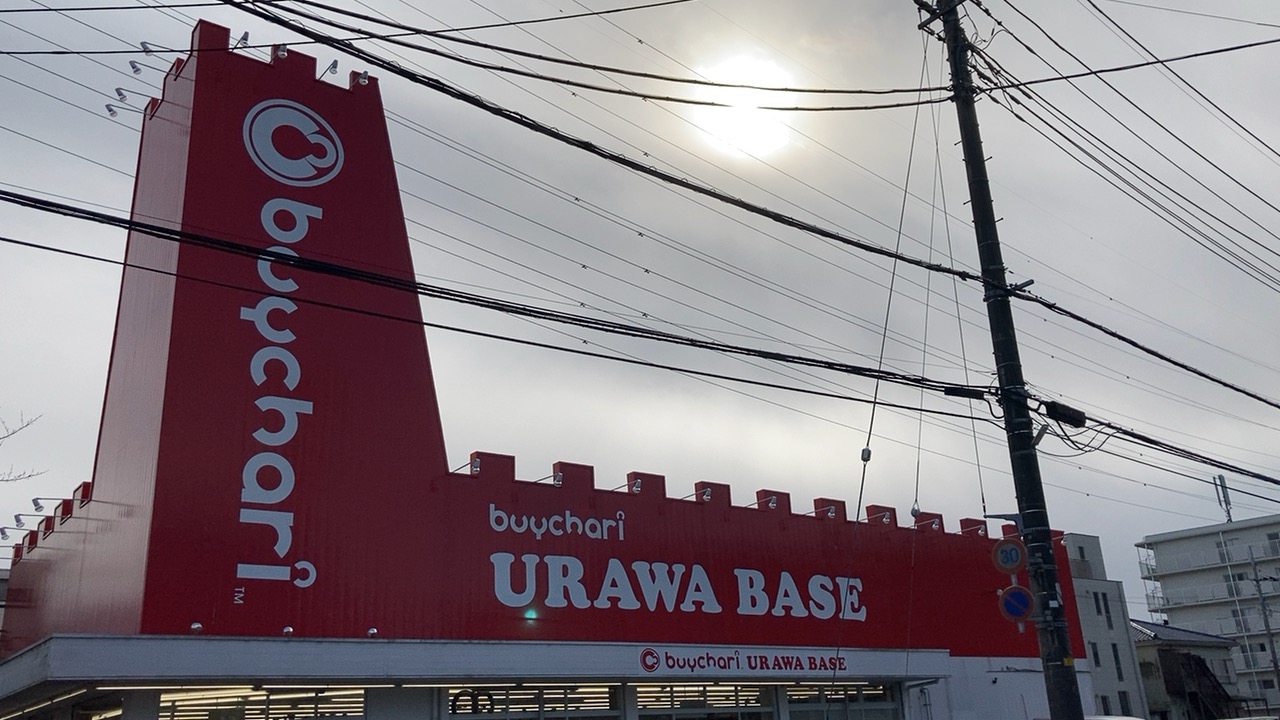 buychari
TM
buychari
URAWA BASE
buychari URAWA BASE
30